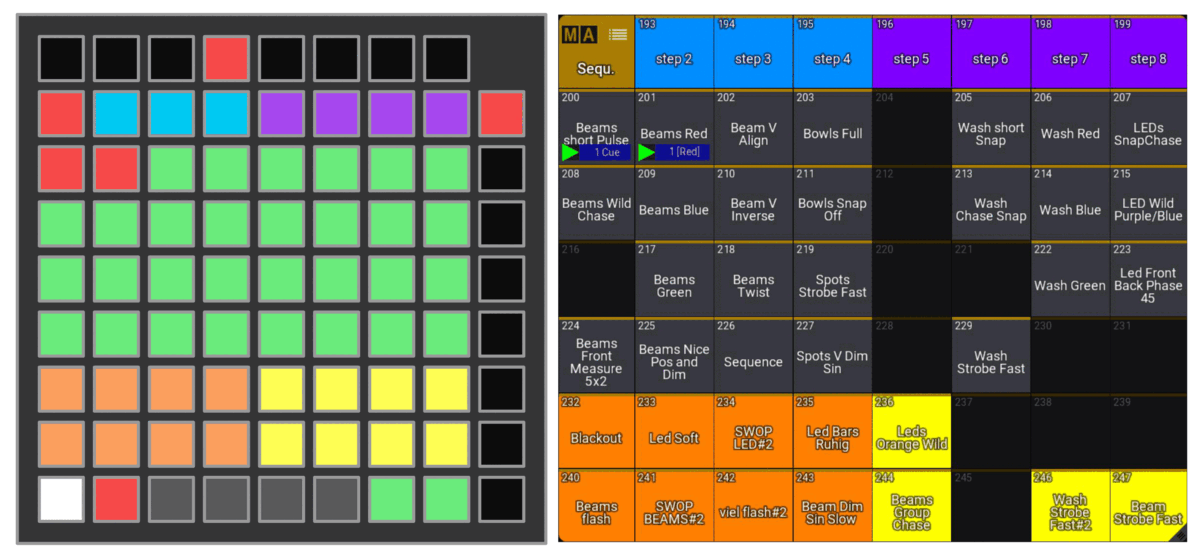 MA
Sequ.
193
step 2
194
step 3
195
step 4
196
step 5
197
step 6
198
step 7
199
step 8
200
Beams
short Pulse
1 Cue
201
Beams Red
1 [Red]
202
Beam V
Align
203
Bowls Full
204
205
Wash short
Snap
206
Wash Red
207
LEDs
SnapChase
208
Beams Wild
Chase
209
Beams Blue
210
Beam V
Inverse
211
Bowls Snap
Off
212
213
Wash
Chase Snap
214
Wash Blue
215
LED Wild
Purple/Blue
216
217
Beams
Green
218
Beams
Twist
219
Spots
Strobe Fast
220
221
222
Wash Green
223
Led Front
Back Phase
45
224
Beams
Front
Measure
5x2
225
Beams Nice
Pos and
Dim
226
Sequence
227
Spots V Dim
Sin
228
229
Wash
Strobe Fast
230
231
232
Blackout
233
Led Soft
234
SWOP
LED#2
235
Led Bars
Ruhig
236
Leds
Orange Wild
237
238
239
240
Beams
flash
241
SWOP
BEAMS#2
242
viel flash#2
243
Beam Dim
Sin Slow
244
Beams
Group
Chase
245
246
Wash
Strobe
Fast#2
247
Beam
Strobe Fast